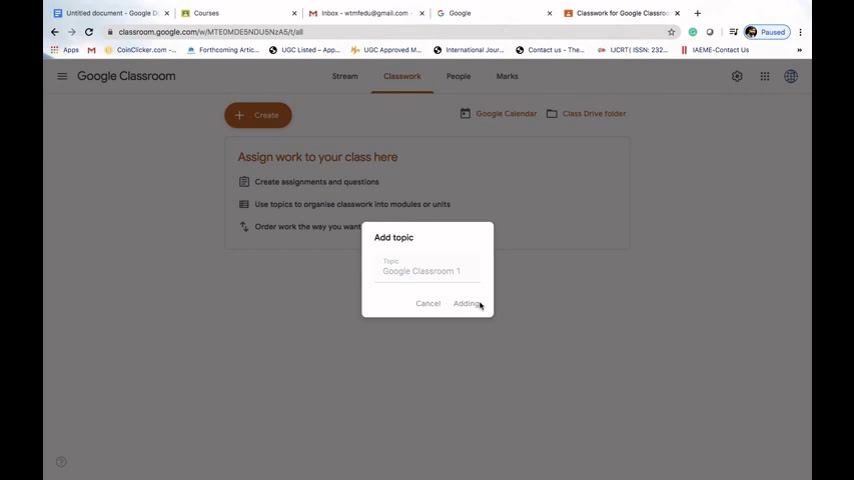 Untitled document - Google D
Courses
Inbox - wtmfedu@gmail.com -
Google
Classwork for Google Classroo
classroom.google.com/w/MTE0MDE5NDU5NzA5/t/all
Paused
Apps
CoinClicker.com -
Forthcoming Artic...
UGC Listed – App...
UGC Approved M...
International Jour...
Contact us - The...
IJCRT( ISSN: 232...
IAEME-Contact Us
Google Classroom
Stream
Classwork
People
Marks
Create
Google Calendar
Class Drive folder
Assign work to your class here
Create assignments and questions
Use topics to organise classwork into modules or units
Order work the way you want
Add topic
Topic
Google Classroom 1
Cancel
Adding